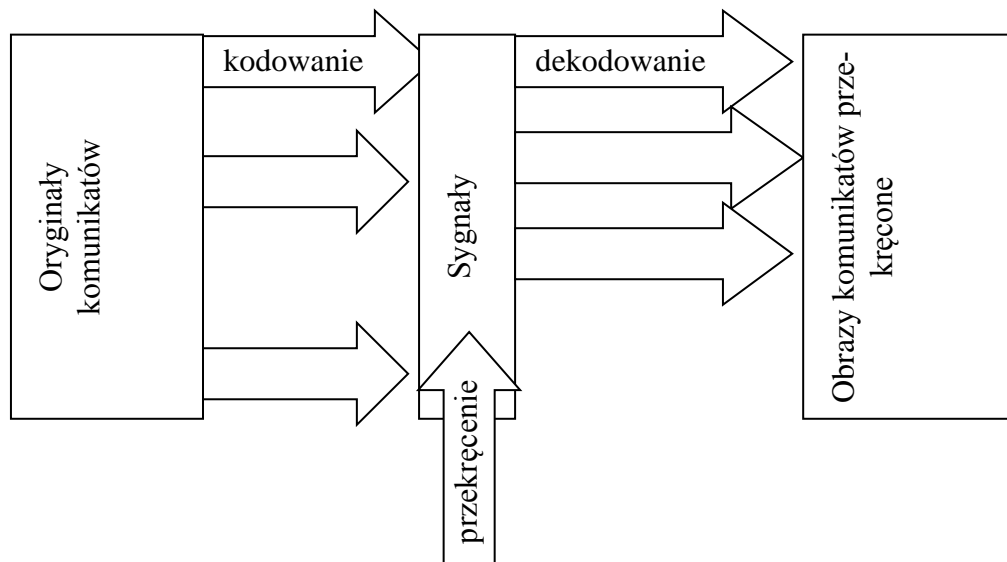 Oryginały
komunikatów
kodowanie
Sygnały
przekręcenie
dekodowanie
Obrazy komunikatów prze-
kręcone